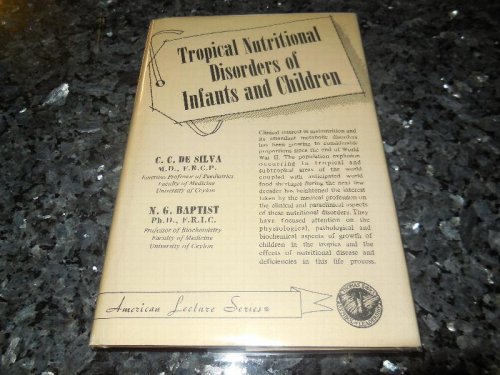 Tropical Nutritional
Disorders of
Infants and Children
C. C. DE SILVA
M.D., F.R.C.P.
Emeritus Professor of Paediatrics
Faculty of Medicine
University of Ceylon
N. G. BAPTIST
Ph.D., F.R.I.C.
Professor of Biochemistry
Faculty of Medicine
University of Ceylon
Clinical interest in malnutrition and
its attendant metabolic disorders
has been growing to considerable
proportions since the end of World
War II. The population explosion
occurring in tropical and
subtropical areas of the world
coupled with anticipated world
food shortages during the next few
decades has heightened the interest
taken by the medical profession on
the clinical and paraclinical aspects
of these nutritional disorders. They
have focused attention on the
physiological, pathological and
biochemical aspects of growth of
children in the tropics and the
effects of nutritional disease and
deficiencies in this life process.
American Lecture Series®